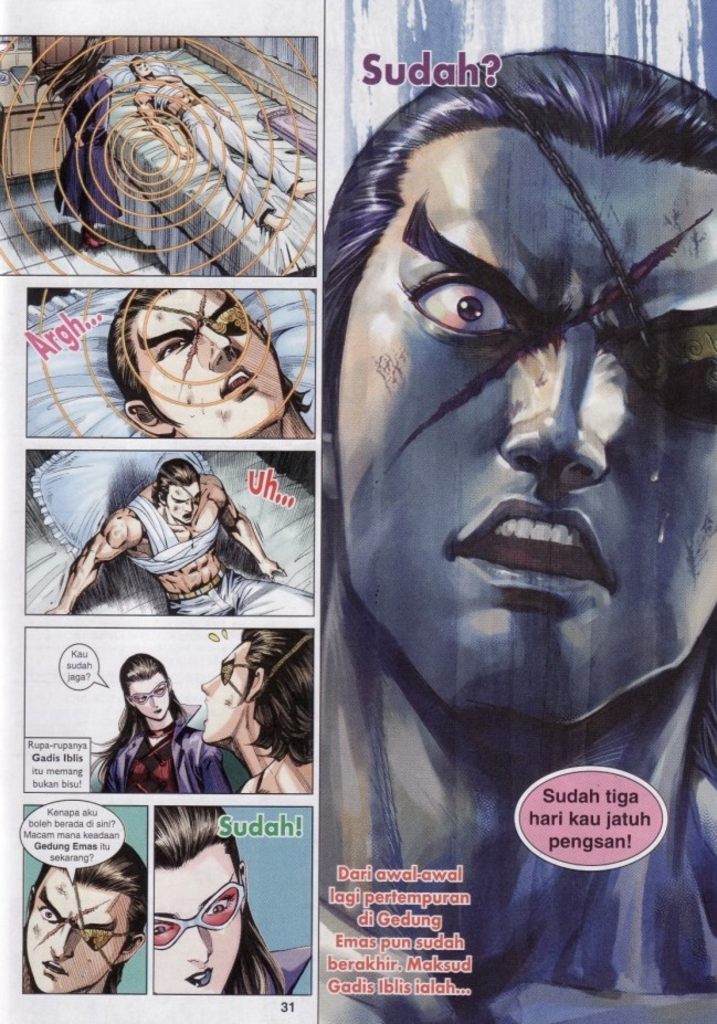 Argh...
Uh...
Kau
sudah
jaga?
Rupa-rupanya
Gadis Iblis
itu memang
bukan bisu!
Kenapa aku
boleh berada di sini?
Macam mana keadaan
Gedung Emas itu
sekarang?
Sudah!
31
Sudah?
Sudah tiga
hari kau jatuh
pengsan!
Dari awal-awal
lagi pertempuran
di Gedung
Emas pun sudah
berakhir. Maksud
Gadis Iblis ialah...